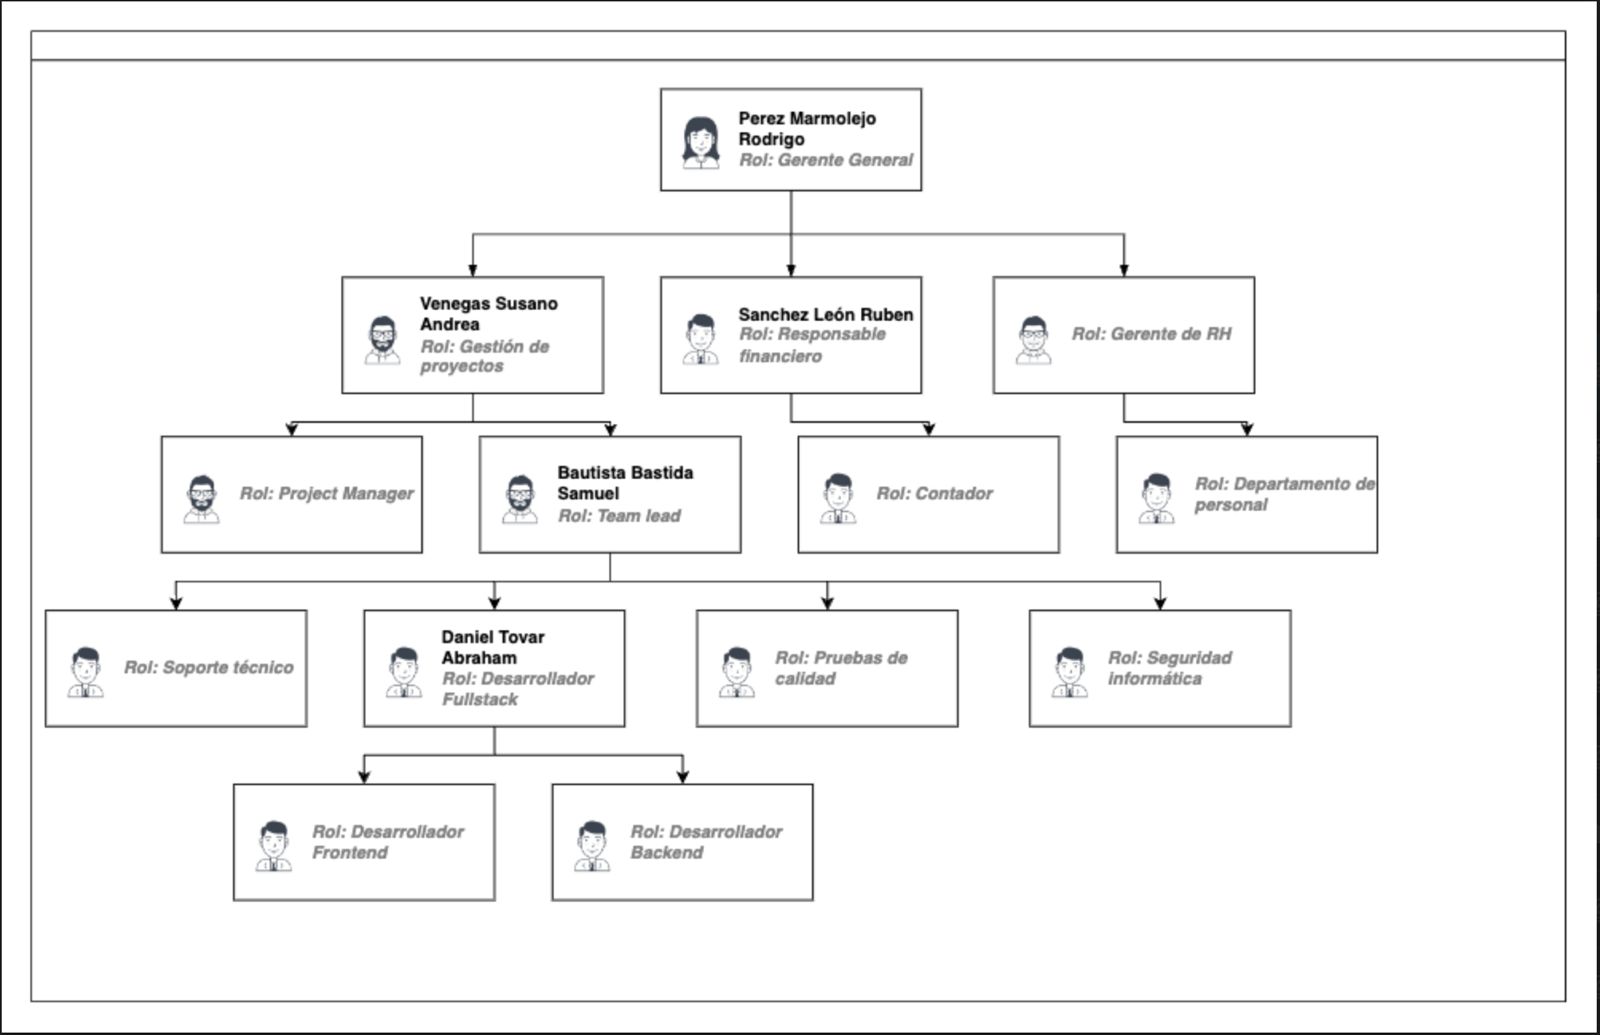 Perez Marmolejo
Rodrigo
Rol: Gerente General
Venegas Susano
Andrea
Rol: Gestión de
proyectos
Sanchez León Ruben
Rol: Responsable
financiero
Rol: Gerente de RH
Rol: Project Manager
Bautista Bastida
Samuel
Rol: Team lead
Rol: Contador
Rol: Departamento de
personal
Rol: Soporte técnico
Daniel Tovar
Abraham
Rol: Desarrollador
Fullstack
Rol: Pruebas de
calidad
Rol: Seguridad
informática
Rol: Desarrollador
Frontend
Rol: Desarrollador
Backend